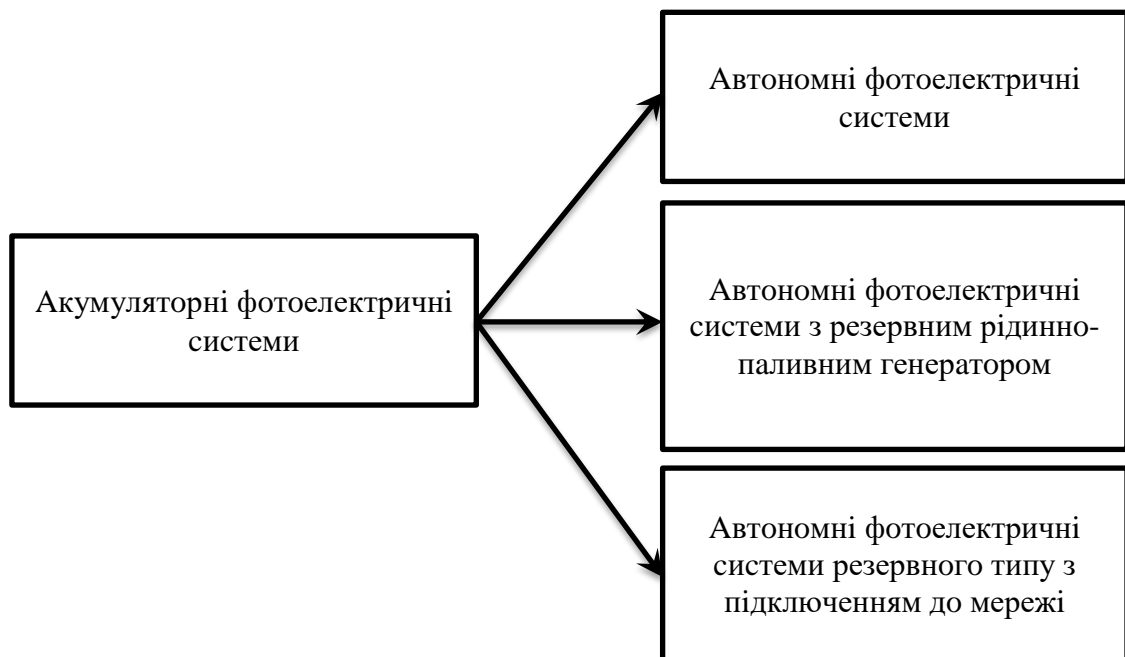 Автономні фотоелектричні
системи
Акумуляторні фотоелектричні
системи
Автономні фотоелектричні
системи з резервним рідинно-
паливним генератором
Автономні фотоелектричні
системи резервного типу з
підключенням до мережі